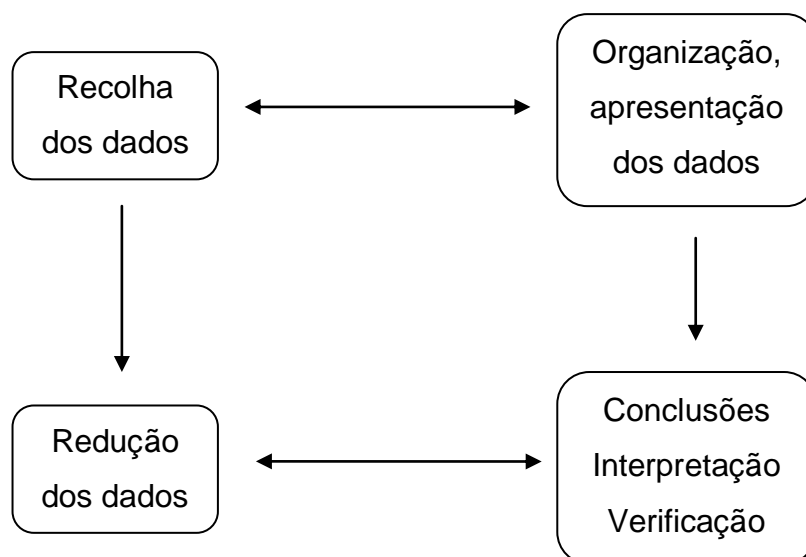 Recolha
dos dados
Organização,
apresentação
dos dados
Redução
dos dados
Conclusões
Interpretação
Verificação